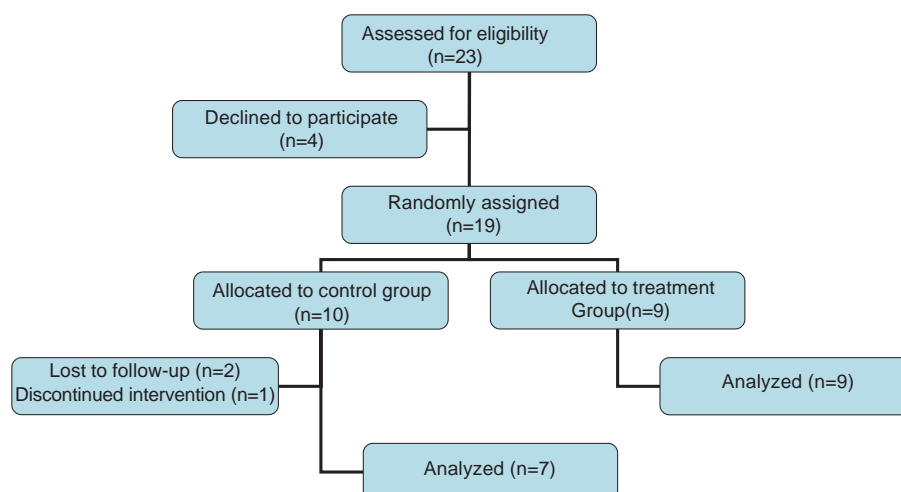 Assessed for eligibility
(n=23)
Declined to participate
(n=4)
Randomly assigned
(n=19)
Allocated to control group
(n=10)
Allocated to treatment
Group(n=9)
Lost to follow-up (n=2)
Discontinued intervention (n=1)
Analyzed (n=9)
Analyzed (n=7)